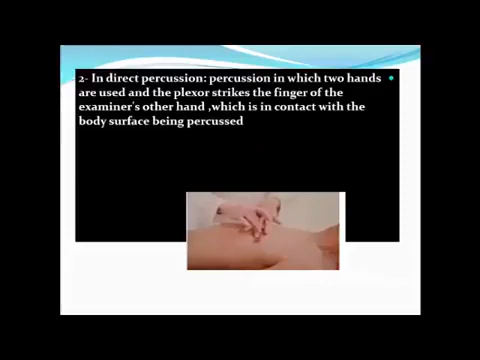 2- In direct percussion: percussion in which two hands
are used and the plexor strikes the finger of the
examiner's other hand ,which is in contact with the
body surface being percussed